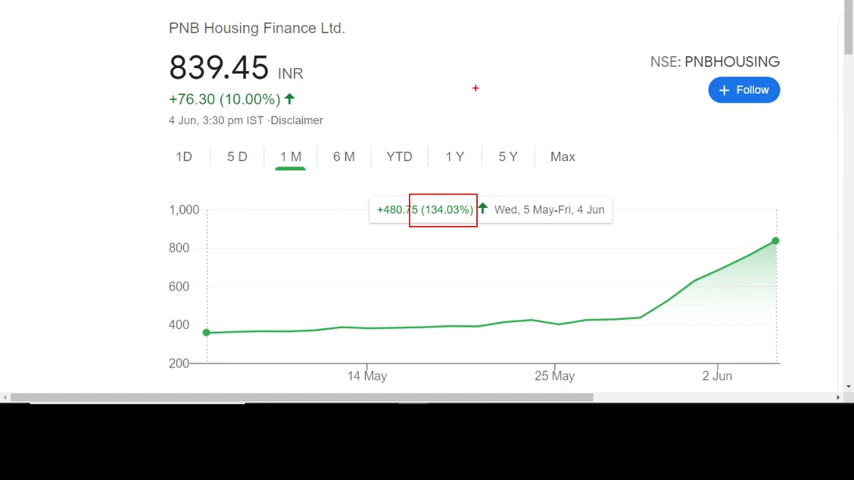 PNB Housing Finance Ltd.
839.45 INR
NSE: PNBHOUSING
+76.30 (10.00%)
+ Follow
4 Jun, 3:30 pm IST ·Disclaimer
1D 5 D 1 M 6 M YTD 1 Y 5 Y Max
+480.75 (134.03%) Wed, 5 May-Fri, 4 Jun
1,000
800
600
400
200
14 May 25 May 2 Jun